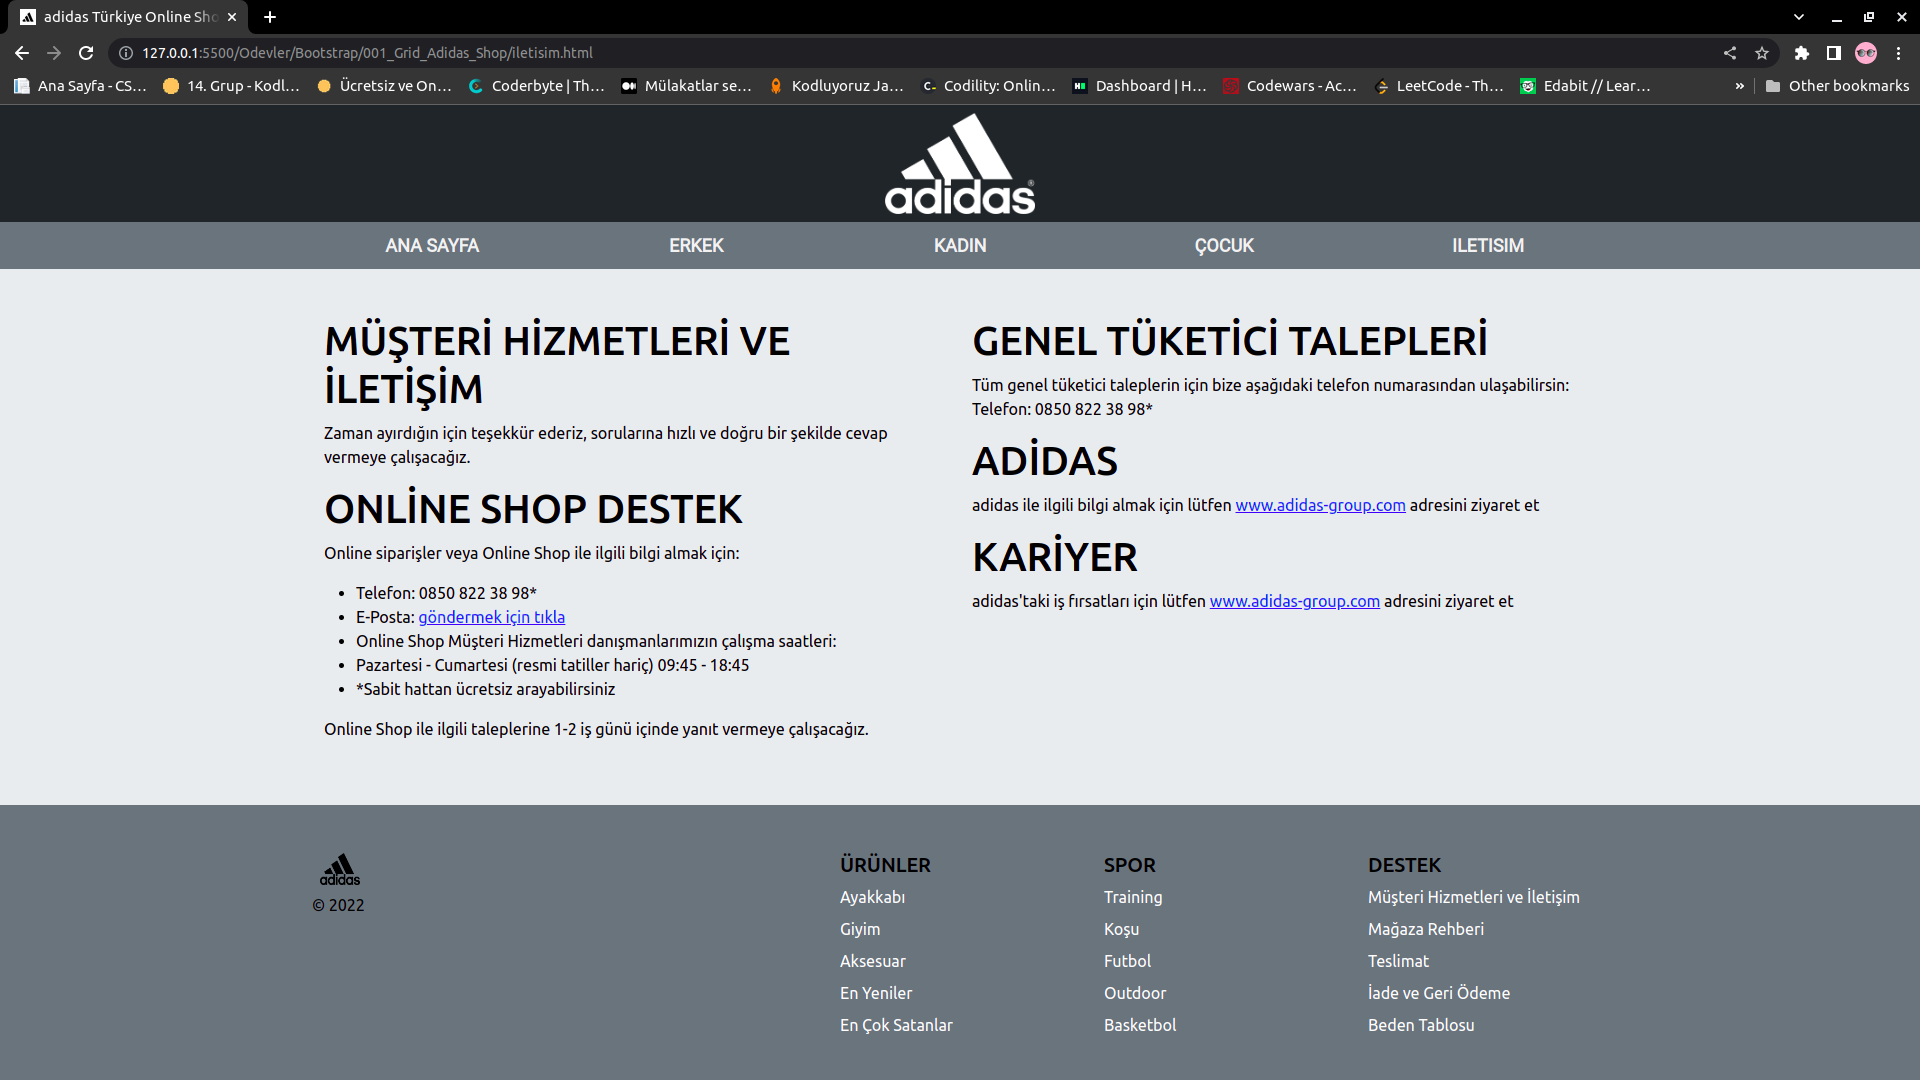 adidas Türkiye Online Sho
127.0.0.1:5500/Odevler/Bootstrap/001_Grid_Adidas_Shop/iletisim.html
Ana Sayfa - CS...
14. Grup - Kodl...
Ücretsiz ve On...
Coderbyte | Th...
Mülakatlar se...
Kodluyoruz Ja...
Codility: Onlin...
Dashboard | H...
Codewars - Ac...
LeetCode - Th...
Edabit // Lear...
»
Other bookmarks
adidas®
ANA SAYFA
ERKEK
KADIN
ÇOCUK
ILETISIM
MÜŞTERİ HİZMETLERİ VE
İLETİŞİM
Zaman ayırdığın için teşekkür ederiz, sorularına hızlı ve doğru bir şekilde cevap
vermeye çalışacağız.
ONLİNE SHOP DESTEK
Online siparişler veya Online Shop ile ilgili bilgi almak için:
• Telefon: 0850 822 38 98*
• E-Posta: göndermek için tıkla
• Online Shop Müşteri Hizmetleri danışmanlarımızın çalışma saatleri:
• Pazartesi - Cumartesi (resmi tatiller hariç) 09:45 - 18:45
• *Sabit hattan ücretsiz arayabilirsiniz
Online Shop ile ilgili taleplerine 1-2 iş günü içinde yanıt vermeye çalışacağız.
GENEL TÜKETİCİ TALEPLERİ
Tüm genel tüketici taleplerin için bize aşağıdaki telefon numarasından ulaşabilirsin:
Telefon: 0850 822 38 98*
ADİDAS
adidas ile ilgili bilgi almak için lütfen www.adidas-group.com adresini ziyaret et
KARİYER
adidas'taki iş fırsatları için lütfen www.adidas-group.com adresini ziyaret et
adidas
© 2022
ÜRÜNLER
Ayakkabı
Giyim
Aksesuar
En Yeniler
En Çok Satanlar
SPOR
Training
Koşu
Futbol
Outdoor
Basketbol
DESTEK
Müşteri Hizmetleri ve İletişim
Mağaza Rehberi
Teslimat
İade ve Geri Ödeme
Beden Tablosu